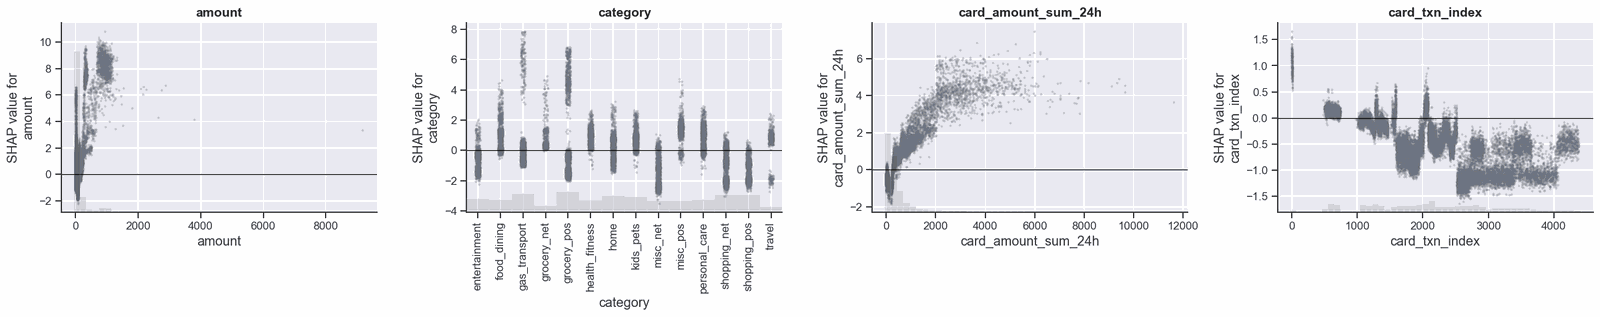 amount
SHAP value for
amount
10
8
6
4
2
0
−2
0
2000
4000
6000
8000
amount
category
SHAP value for
category
8
6
4
2
0
−2
−4
entertainment
food_dining
gas_transport
grocery_net
grocery_pos
health_fitness
home
kids_pets
misc_net
misc_pos
personal_care
shopping_net
shopping_pos
travel
category
card_amount_sum_24h
SHAP value for
card_amount_sum_24h
6
4
2
0
−2
0
2000
4000
6000
8000
10000
12000
card_amount_sum_24h
card_txn_index
SHAP value for
card_txn_index
1.5
1.0
0.5
0.0
−0.5
−1.0
−1.5
0
1000
2000
3000
4000
card_txn_index